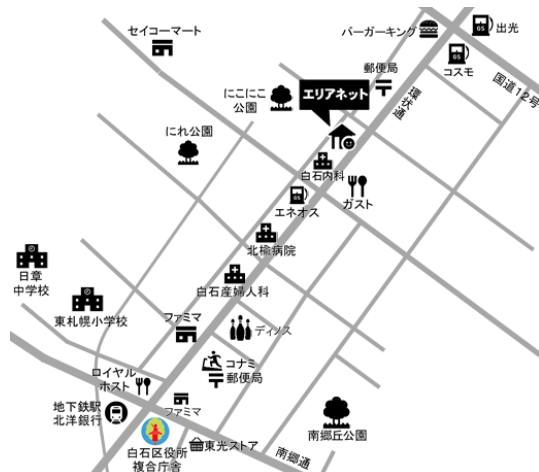 セイコーマート
バーガーキング
出光
コスモ
郵便局
国道12号
環状通
にこにこ
公園
エリアネット
にれ公園
白石内科
ガスト
エネオス
北楡病院
日章
中学校
白石産婦人科
東札幌小学校
ファミマ
ディノス
コナミ
郵便局
ロイヤル
ホスト
ファミマ
地下鉄駅
北洋銀行
白石区役所
複合庁舎
東光ストア
南郷丘公園
南郷通
GS
GS